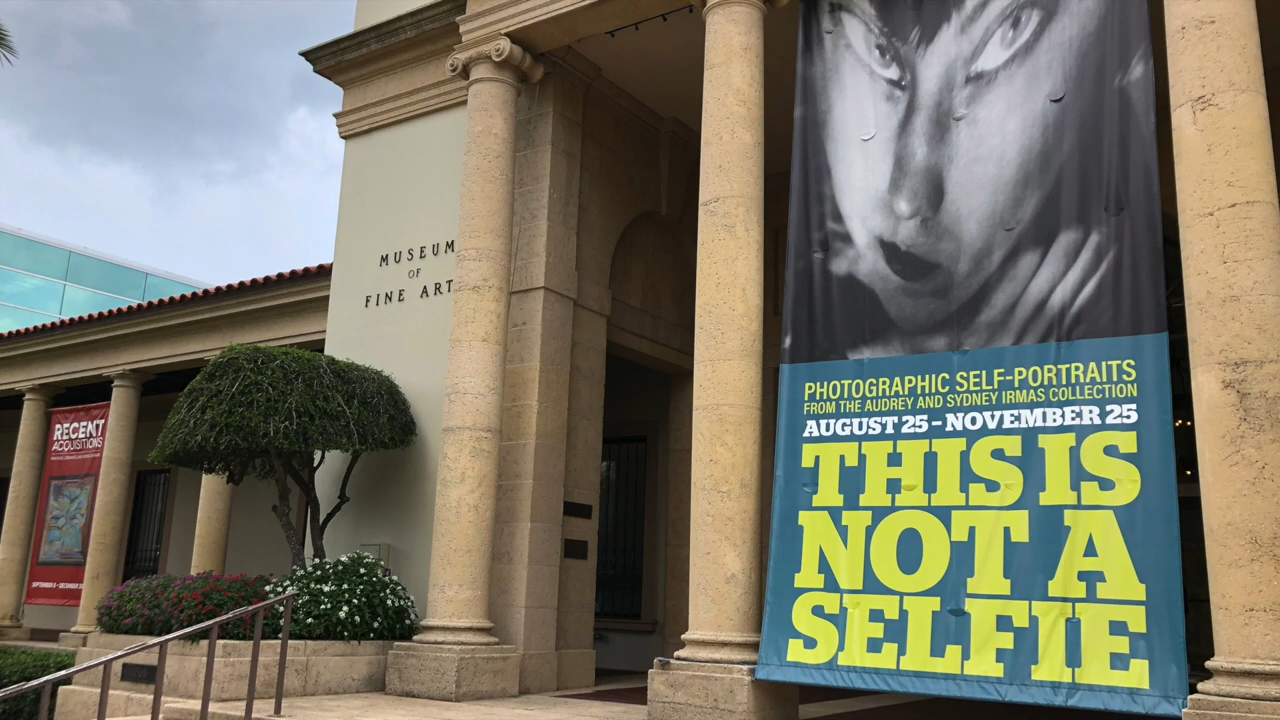 MUSEUM
OF
FINE ART
RECENT
ACQUISITIONS
PHOTOGRAPHIC SELF-PORTRAITS
FROM THE AUDREY AND SYDNEY IRMAS COLLECTION
AUGUST 25 - NOVEMBER 25
THIS IS
NOT A
SELFIE